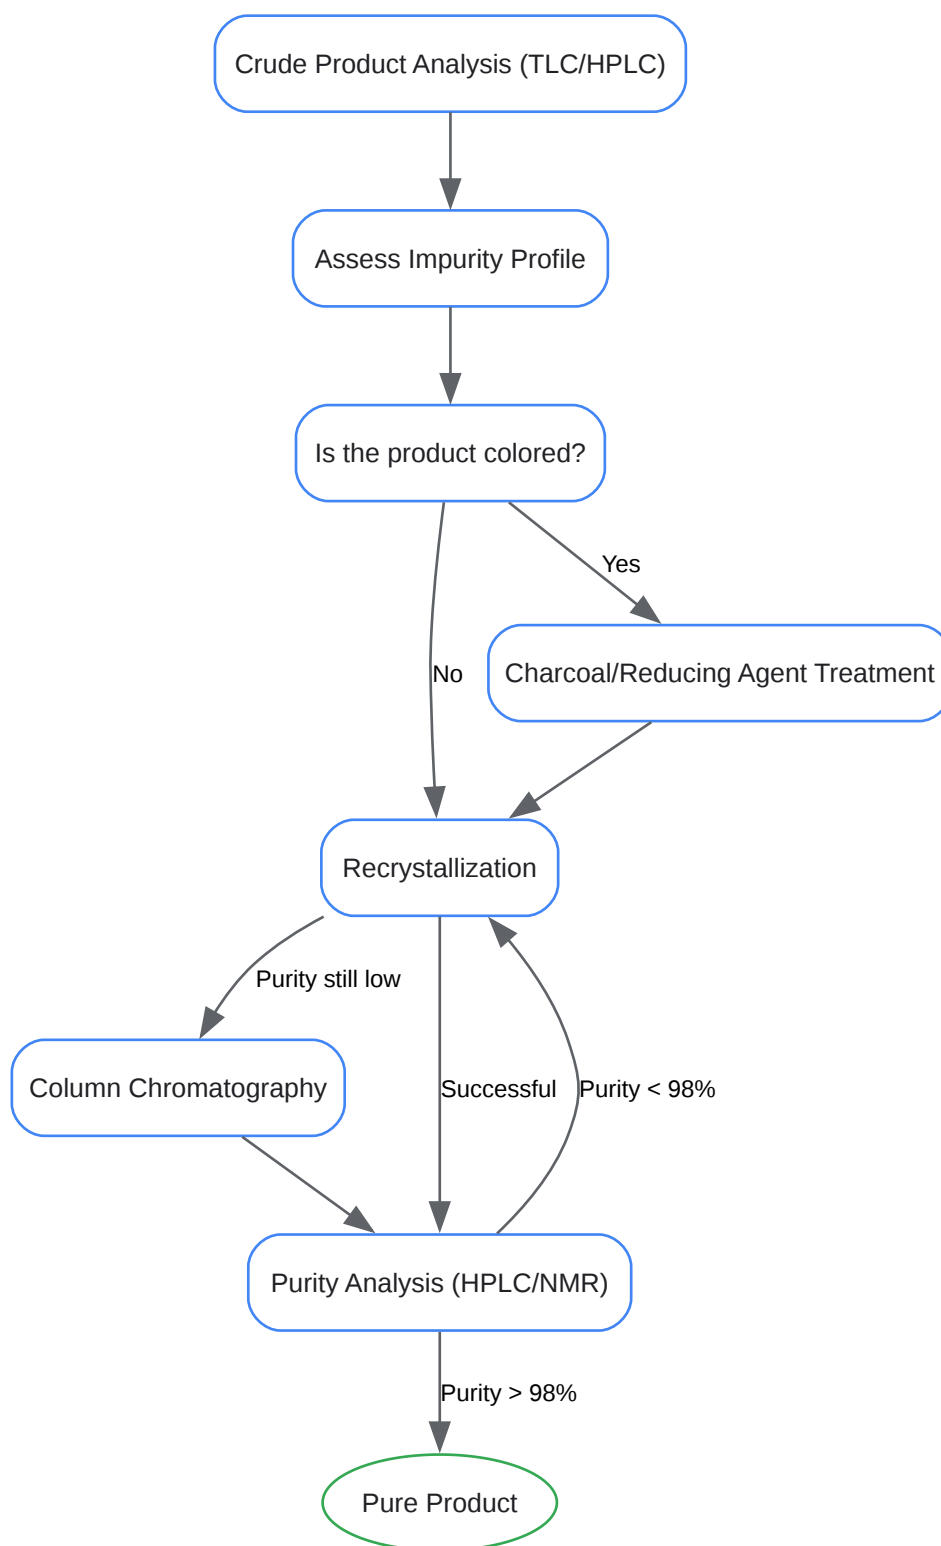 Crude Product Analysis (TLC/HPLC)
Assess Impurity Profile
Is the product colored?
Yes
No
Charcoal/Reducing Agent Treatment
Recrystallization
Purity still low
Column Chromatography
Successful
Purity < 98%
Purity Analysis (HPLC/NMR)
Purity > 98%
Pure Product